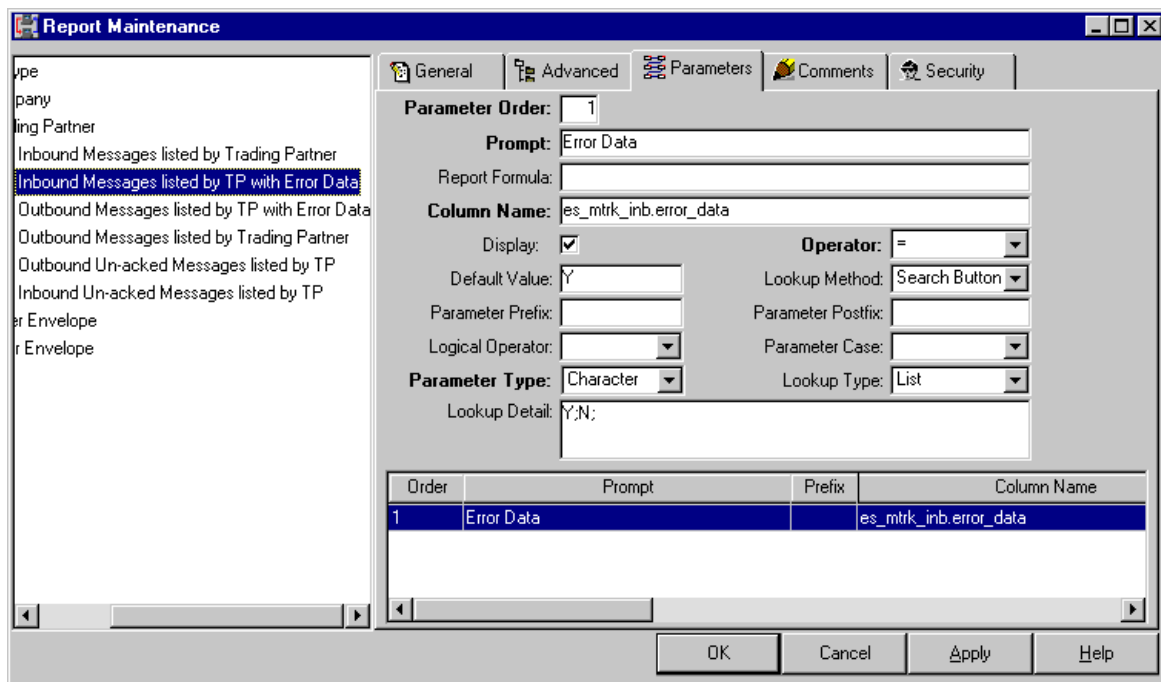 Report Maintenance
ype
pany
ling Partner
Inbound Messages listed by Trading Partner
Inbound Messages listed by TP with Error Data
Outbound Messages listed by TP with Error Data
Outbound Messages listed by Trading Partner
Outbound Un-acked Messages listed by TP
Inbound Un-acked Messages listed by TP
er Envelope
r Envelope
General Advanced Parameters Comments Security
Parameter Order: 1
Prompt: Error Data
Report Formula:
Column Name: es_mtrk_inb.error_data
Display: Operator: =
Default Value: Y Lookup Method: Search Button
Parameter Prefix: Parameter Postfix:
Logical Operator: Parameter Case:
Parameter Type: Character Lookup Type: List
Lookup Detail: Y;N;
Order Prompt Prefix Column Name
1 Error Data es_mtrk_inb.error_data
OK Cancel Apply Help